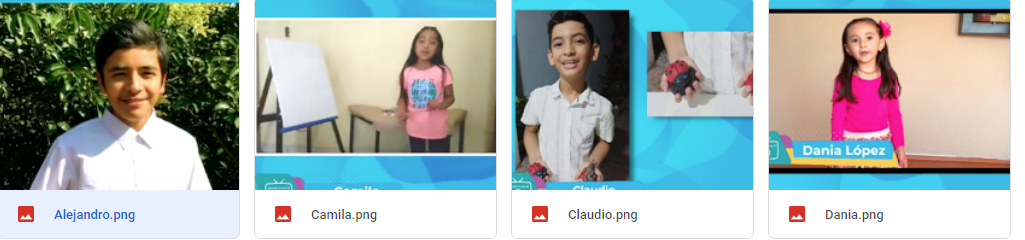 Camila
Claudio
Dania López
Alejandro.png
Camila.png
Claudio.png
Dania.png